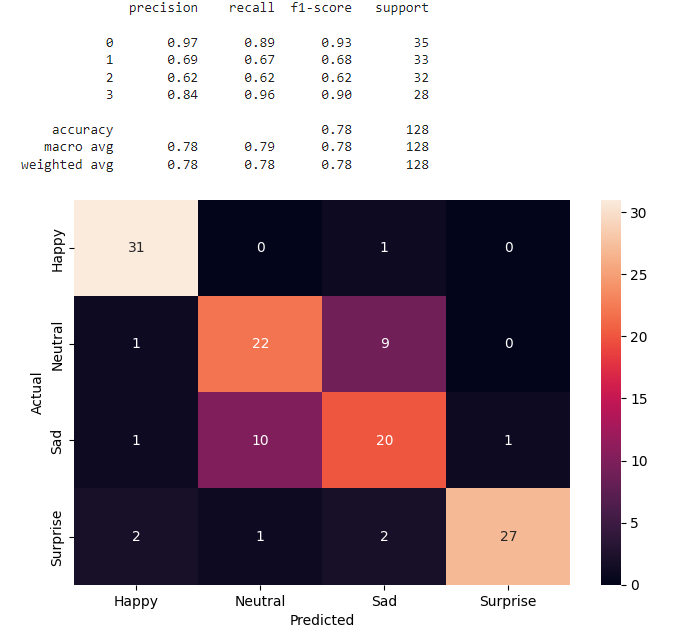 precision recall f1-score support
0 0.97 0.89 0.93 35
1 0.69 0.67 0.68 33
2 0.62 0.62 0.62 32
3 0.84 0.96 0.90 28
accuracy 0.78 128
macro avg 0.78 0.79 0.78 128
weighted avg 0.78 0.78 0.78 128
Actual
Happy 31 0 1 0
Neutral 1 22 9 0
Sad 1 10 20 1
Surprise 2 1 2 27
Happy Neutral Sad Surprise
Predicted
30
25
20
15
10
5
0